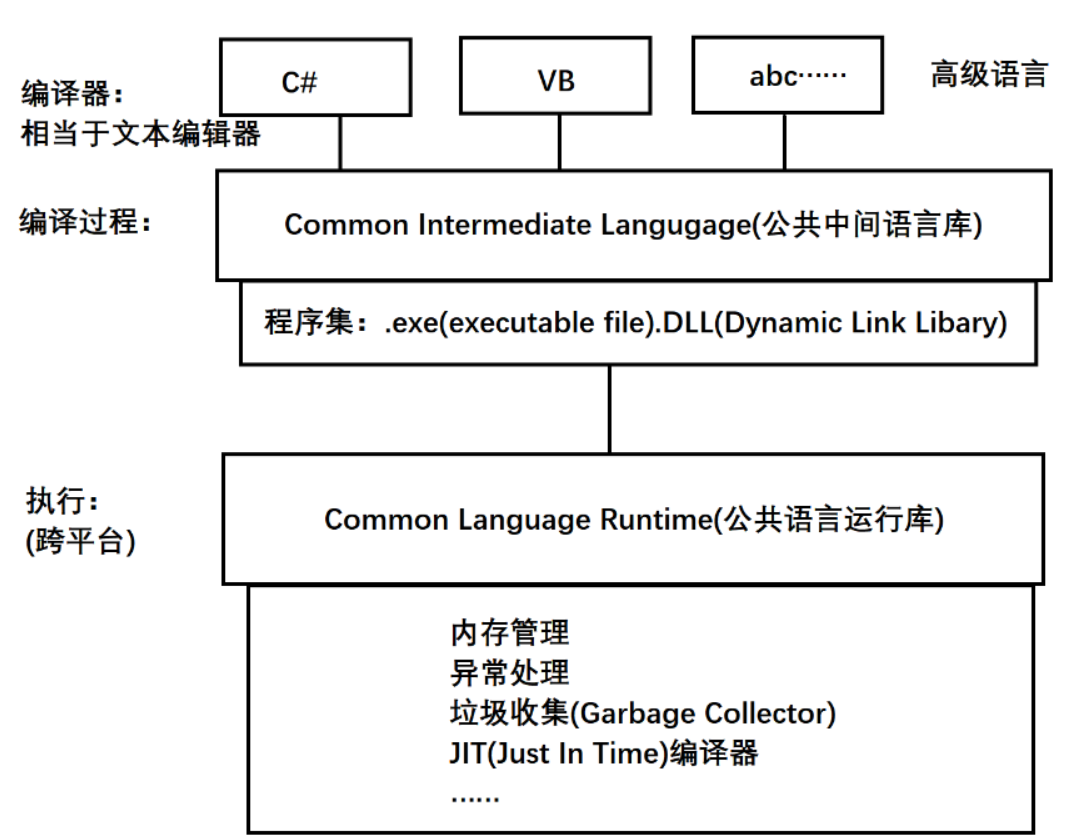 C#
VB
abc……
高级语言
编译器：
相当于文本编辑器
编译过程：
Common Intermediate Langugage(公共中间语言库)
程序集：.exe(executable file).DLL(Dynamic Link Libary)
执行：
(跨平台)
Common Language Runtime(公共语言运行库)
内存管理
异常处理
垃圾收集(Garbage Collector)
JIT(Just In Time)编译器
……